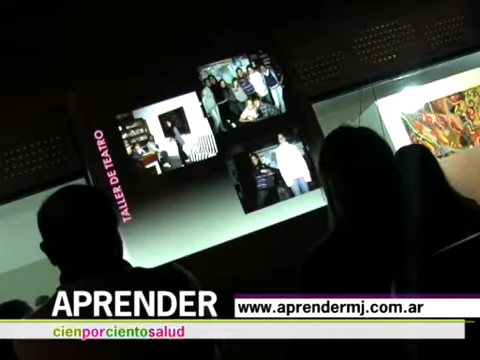 TALLER DE TEATRO
APRENDER
www.aprendermj.com.ar
cienporcientosalud